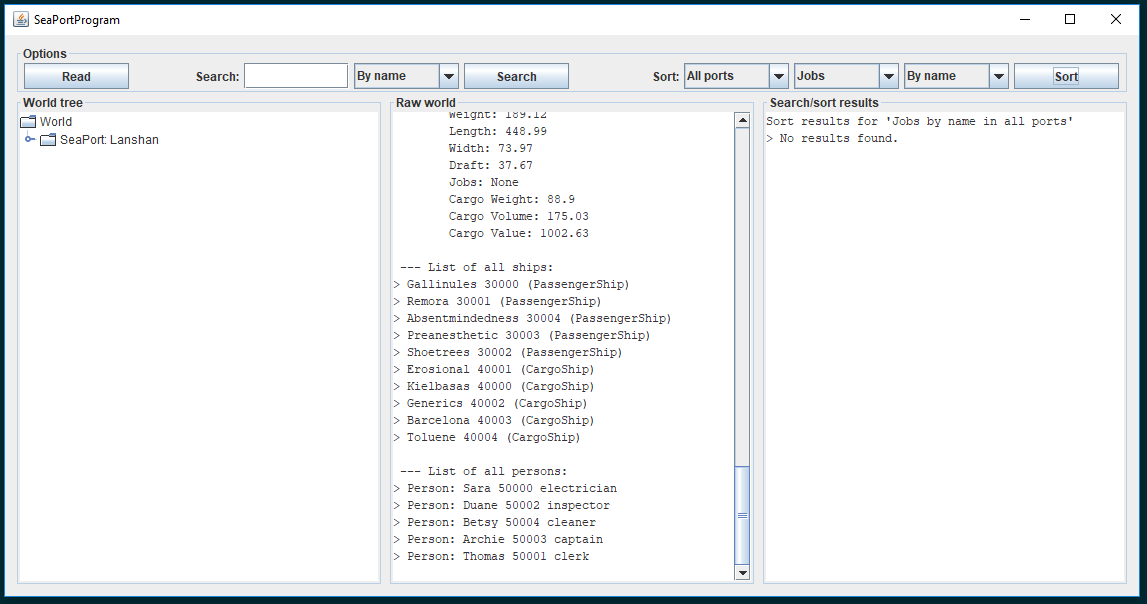 SeaPortProgram
Options
Read
Search:
By name
Search
Sort:
All ports
Jobs
By name
Sort
World tree
World
SeaPort: Lanshan
Raw world
Weight: 189.12
Length: 448.99
Width: 73.97
Draft: 37.67
Jobs: None
Cargo Weight: 88.9
Cargo Volume: 175.03
Cargo Value: 1002.63
--- List of all ships:
> Gallinules 30000 (PassengerShip)
> Remora 30001 (PassengerShip)
> Absentmindedness 30004 (PassengerShip)
> Preanesthetic 30003 (PassengerShip)
> Shoetrees 30002 (PassengerShip)
> Erosional 40001 (CargoShip)
> Kielbasas 40000 (CargoShip)
> Generics 40002 (CargoShip)
> Barcelona 40003 (CargoShip)
> Toluene 40004 (CargoShip)
--- List of all persons:
> Person: Sara 50000 electrician
> Person: Duane 50002 inspector
> Person: Betsy 50004 cleaner
> Person: Archie 50003 captain
> Person: Thomas 50001 clerk
Search/sort results
Sort results for 'Jobs by name in all ports'
> No results found.